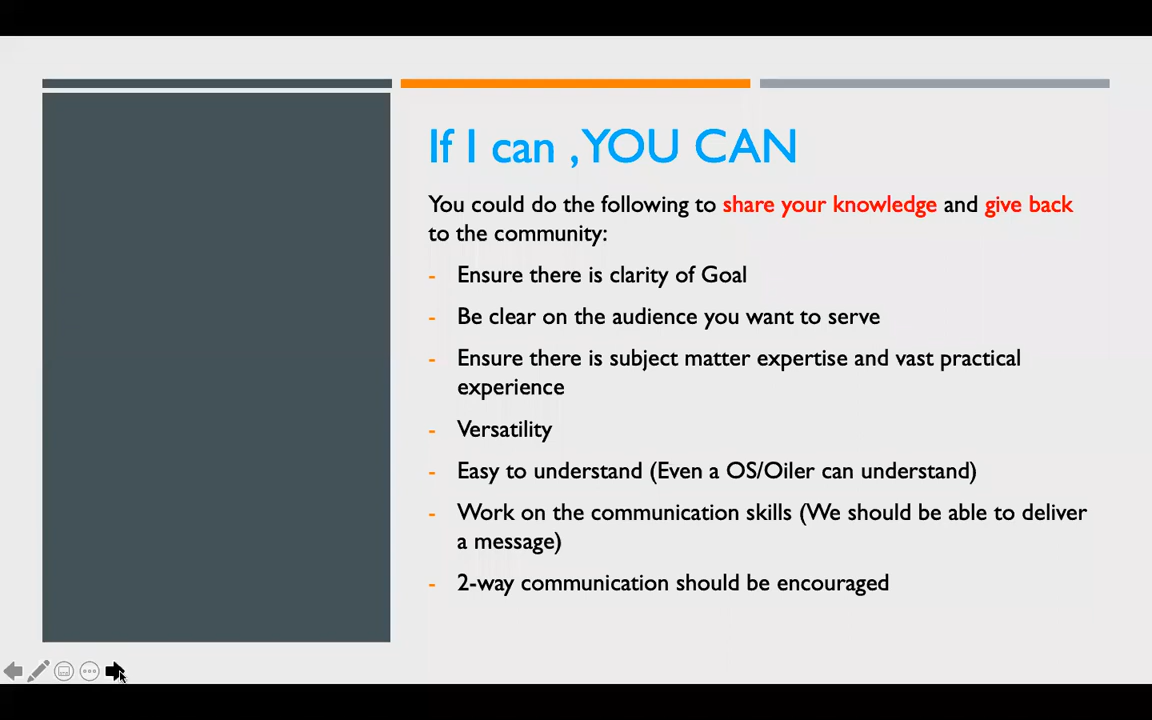 If I can ,YOU CAN
You could do the following to share your knowledge and give back
to the community:
- Ensure there is clarity of Goal
- Be clear on the audience you want to serve
- Ensure there is subject matter expertise and vast practical
experience
- Versatility
- Easy to understand (Even a OS/Oiler can understand)
- Work on the communication skills (We should be able to deliver
a message)
- 2-way communication should be encouraged